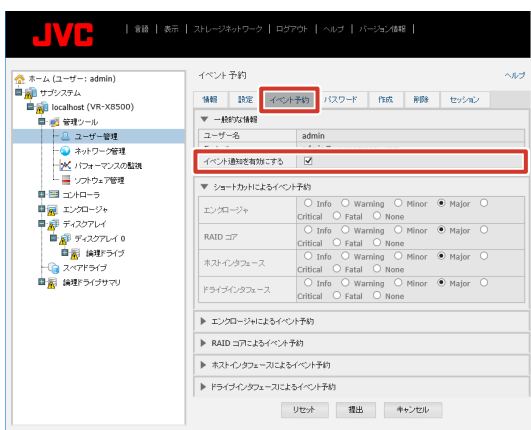 JVC
言語 | 表示 | ストレージネットワーク | ログアウト | ヘルプ | バージョン情報 |
ホーム (ユーザー: admin)
サブシステム
localhost (VR-X8500)
管理ツール
ユーザー管理
ネットワーク管理
パフォーマンスの監視
ソフトウェア管理
コントローラ
エンクロージャ
ディスクアレイ
ディスクアレイ 0
論理ドライブ
スペアドライブ
論理ドライブサマリ
イベント予約
ヘルプ
情報 設定 イベント予約 パスワード 作成 削除 セッション
▼ 一般的な情報
ユーザー名 admin
イベント通知を有効にする
▼ ショートカットによるイベント予約
エンクロージャ Info Warning Minor Major
Critical Fatal None
RAID コア Info Warning Minor Major
Critical Fatal None
ホストインタフェース Info Warning Minor Major
Critical Fatal None
ドライブインタフェース Info Warning Minor Major
Critical Fatal None
▶ エンクロージャによるイベント予約
▶ RAID コアによるイベント予約
▶ ホストインタフェースによるイベント予約
▶ ドライブインタフェースによるイベント予約
リセット 提出 キャンセル